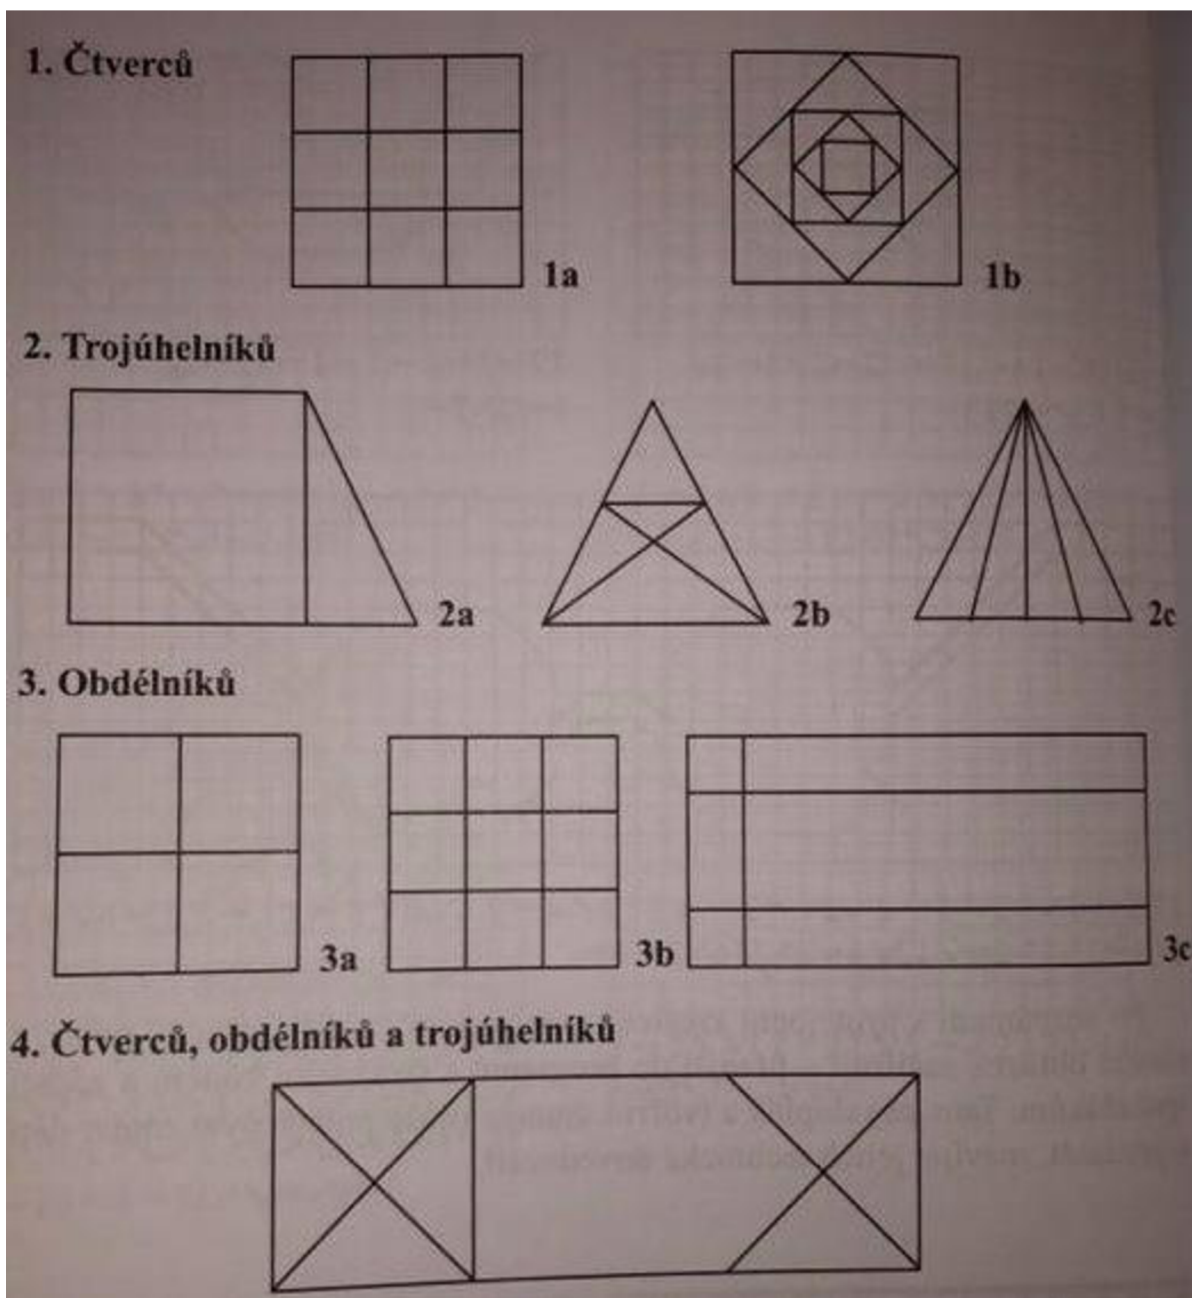 1. Čtverců
1a
1b
2. Trojúhelníků
2a
2b
2c
3. Obdélníků
3a
3b
3c
4. Čtverců, obdélníků a trojúhelníků